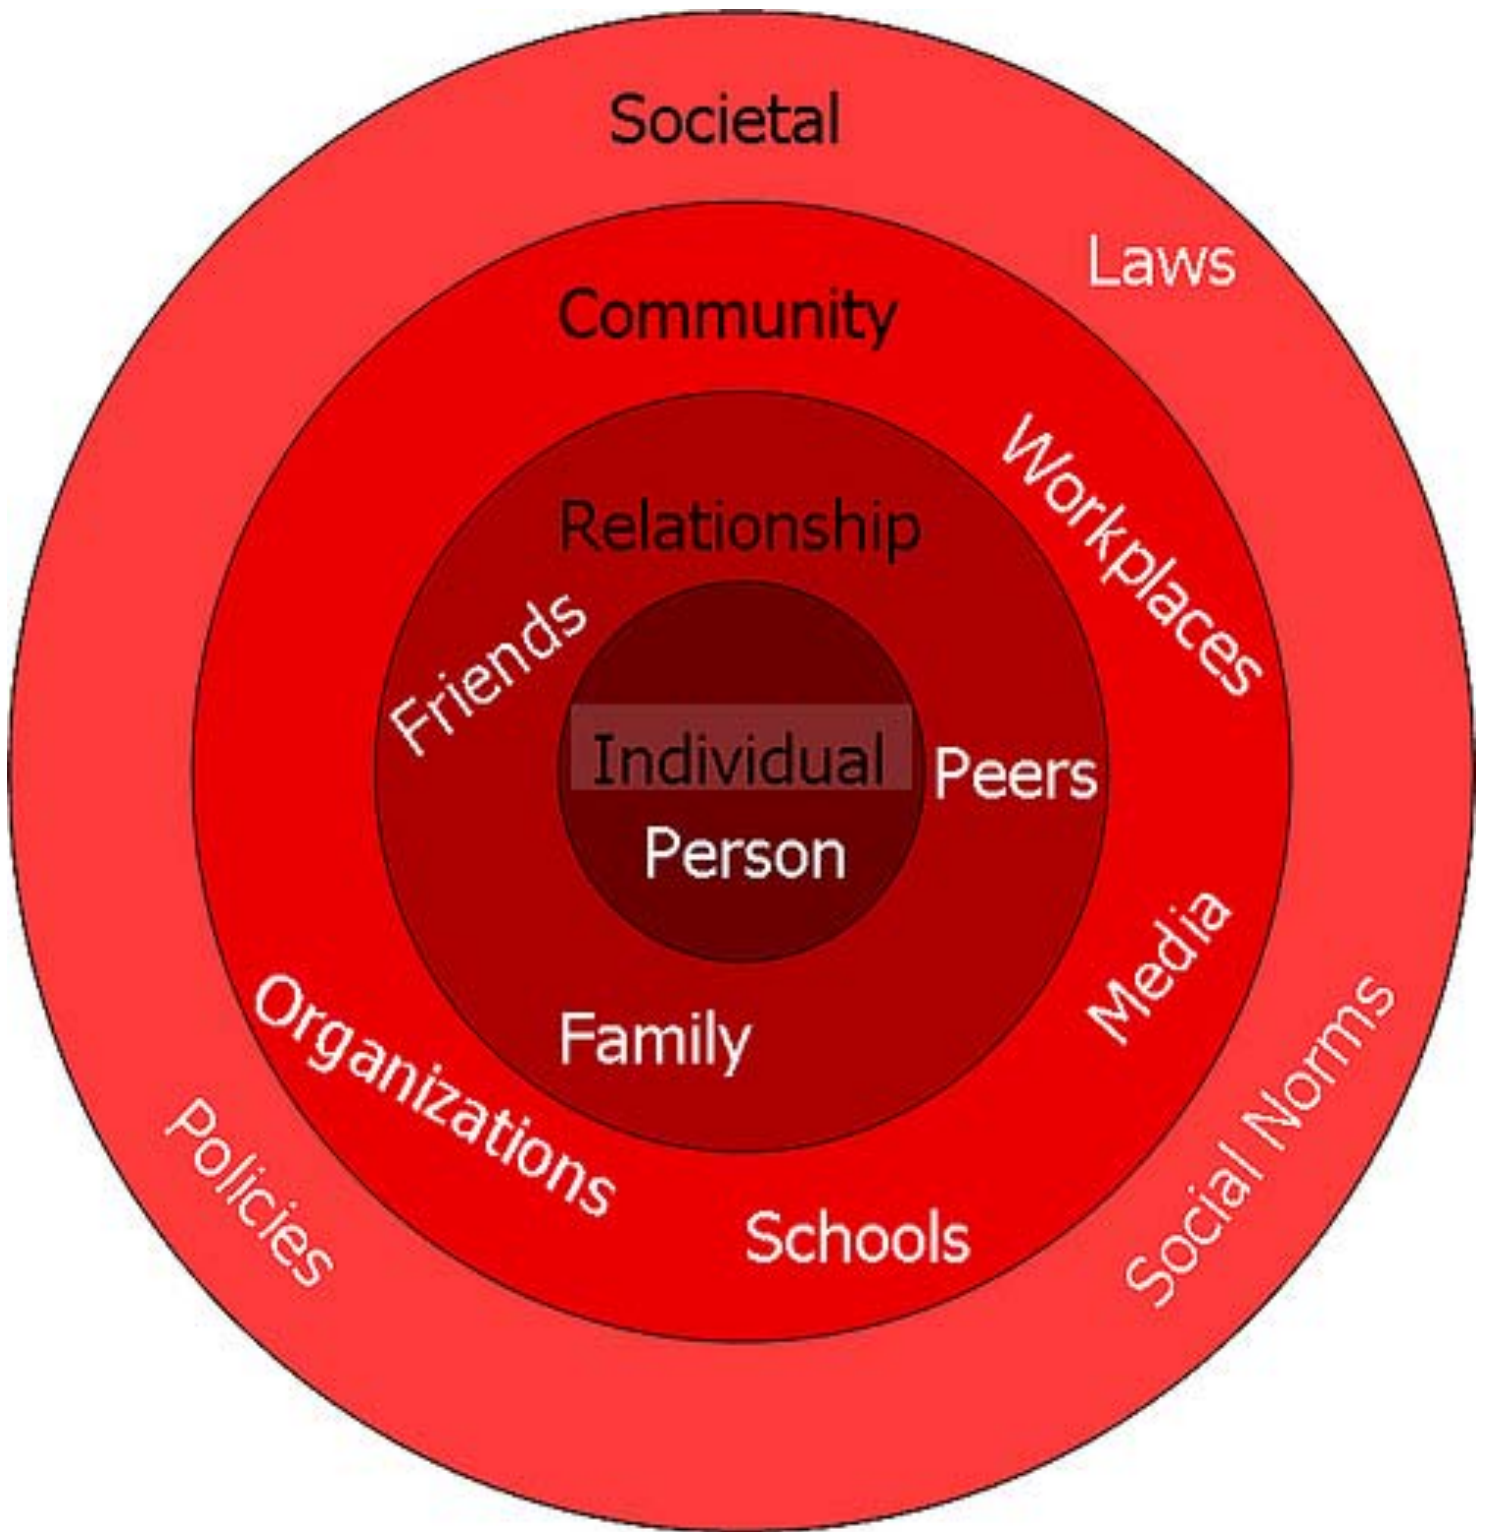 Societal
Laws
Community
Workplaces
Relationship
Friends
Individual
Peers
Person
Media
Family
Organizations
Social Norms
Policies
Schools